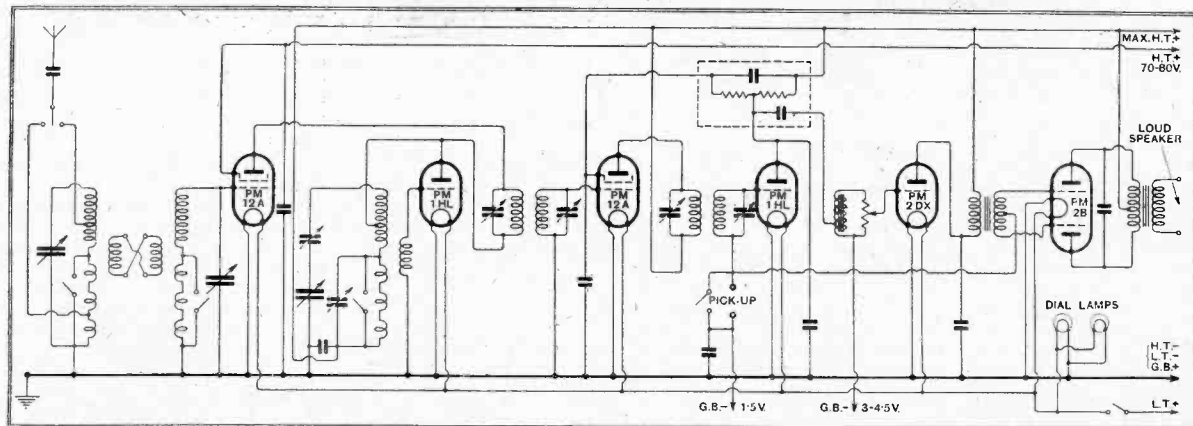 MAX.H.T.+
H.T.+
70-80V.
LOUD
SPEAKER
PM
12A
PM
1HL
PM
12A
PM
1HL
PM
2DX
PM
2B
PICK-UP
DIAL LAMPS
H.T.-
L.T.-
G.B.+
G.B.- 1·5V.
G.B.- 3-4·5V.
L.T.+